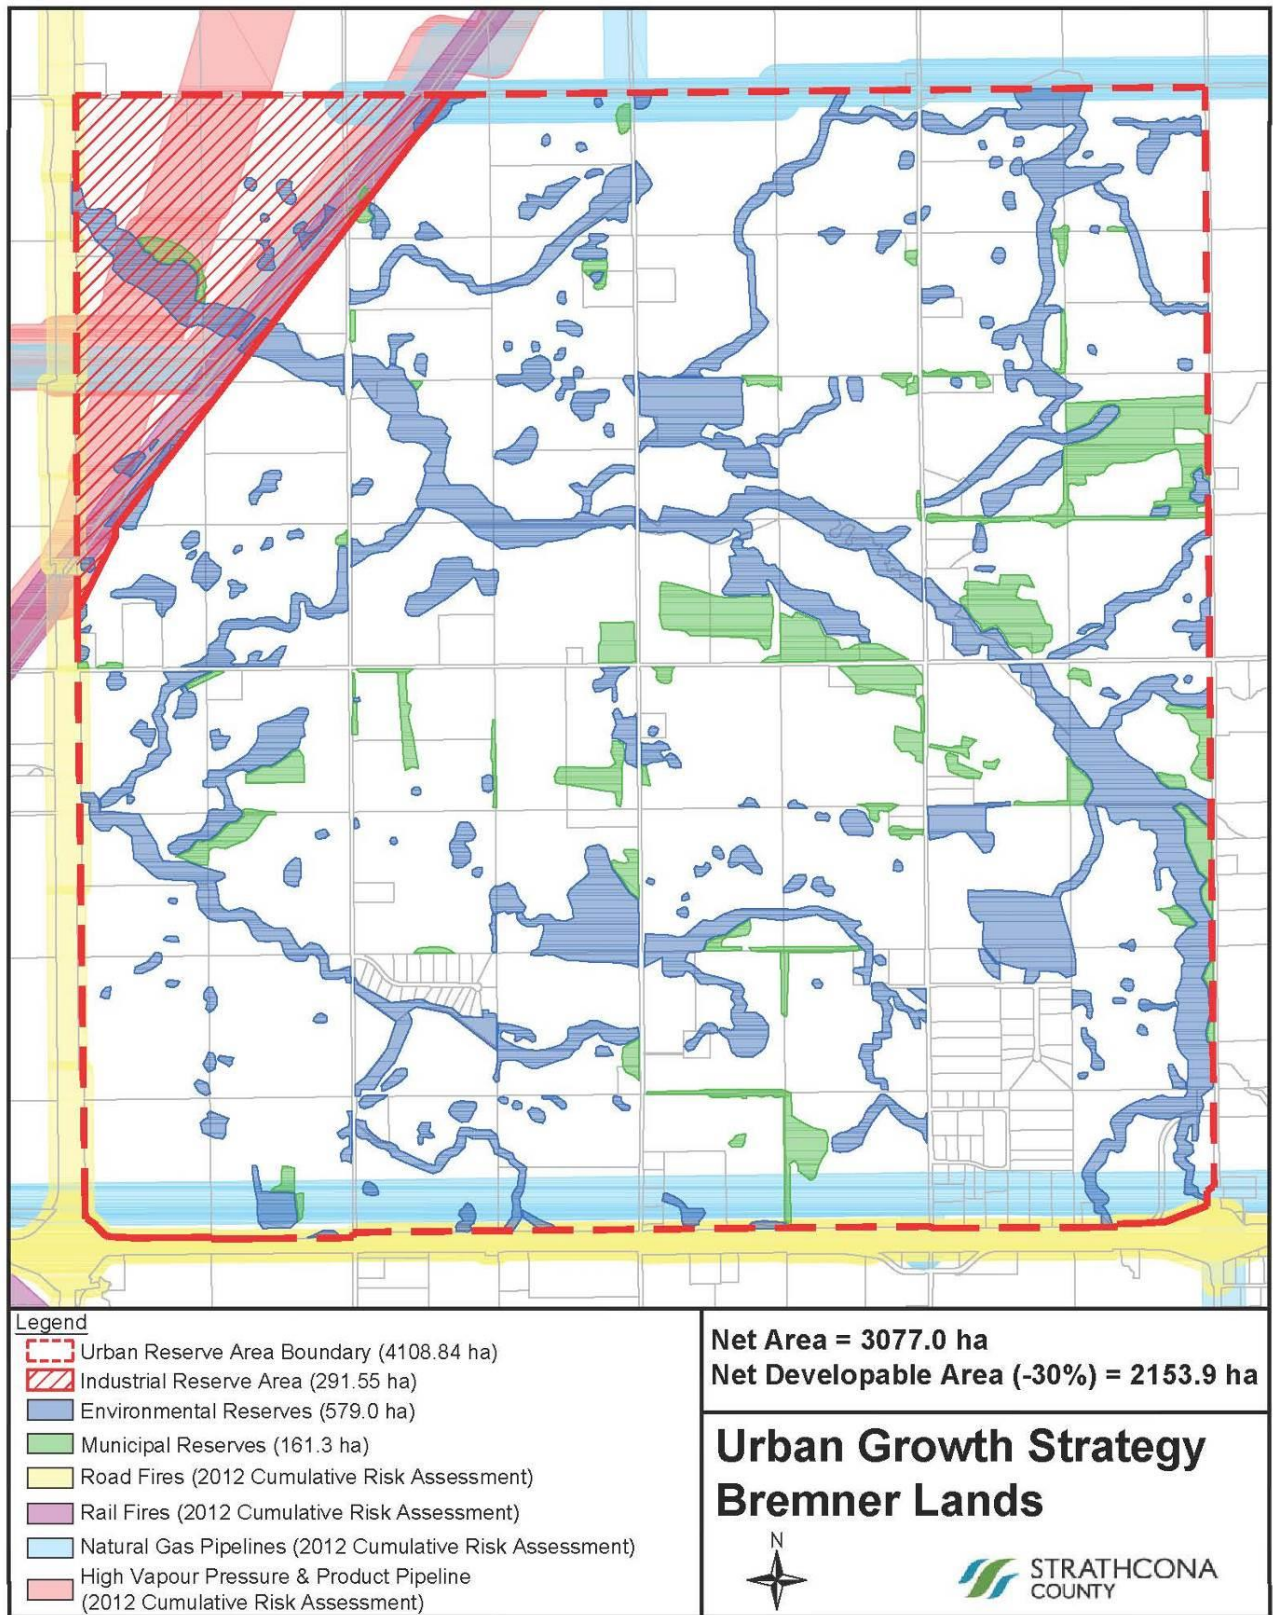 Legend
Urban Reserve Area Boundary (4108.84 ha)
Industrial Reserve Area (291.55 ha)
Environmental Reserves (579.0 ha)
Municipal Reserves (161.3 ha)
Road Fires (2012 Cumulative Risk Assessment)
Rail Fires (2012 Cumulative Risk Assessment)
Natural Gas Pipelines (2012 Cumulative Risk Assessment)
High Vapour Pressure & Product Pipeline
(2012 Cumulative Risk Assessment)
Net Area = 3077.0 ha
Net Developable Area (-30%) = 2153.9 ha
Urban Growth Strategy
Bremner Lands
N
STRATHCONA
COUNTY